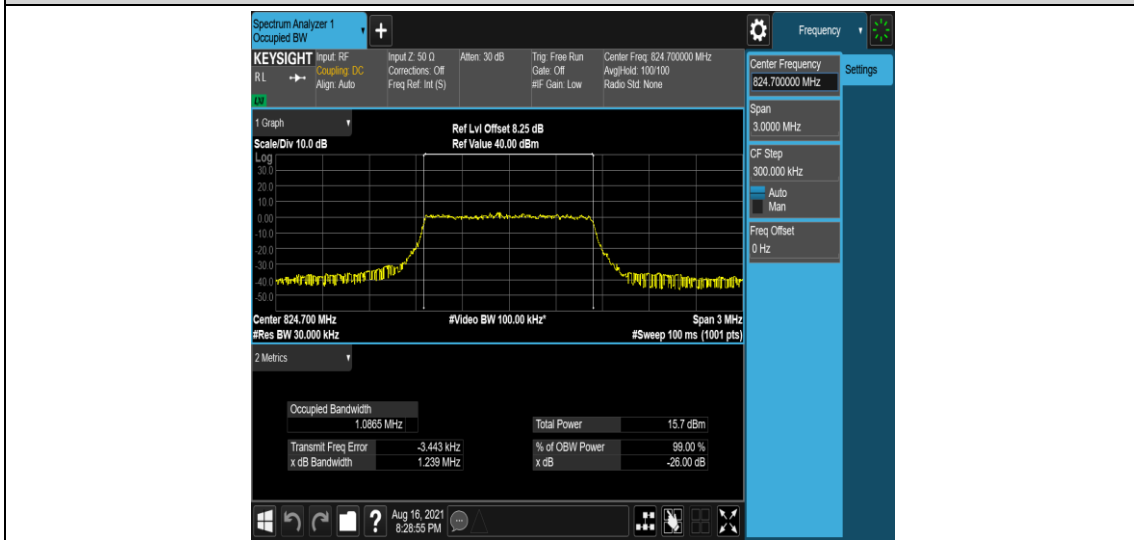 Spectrum Analyzer 1
Occupied BW
+
Frequency
KEYSIGHT
RL
LXI
Input: RF
Coupling: DC
Align: Auto
Input Z: 50 Ω
Corrections: Off
Freq Ref: Int (S)
Atten: 30 dB
Trig: Free Run
Gate: Off
#IF Gain: Low
Center Freq: 824.700000 MHz
Avg|Hold: 100/100
Radio Std: None
Center Frequency
824.700000 MHz
Settings
Span
3.0000 MHz
CF Step
300.000 kHz
Auto
Man
Freq Offset
0 Hz
1 Graph
Ref Lvl Offset 8.25 dB
Scale/Div 10.0 dB
Ref Value 40.00 dBm
Log
30.0
20.0
10.0
0.00
-10.0
-20.0
-30.0
-40.0
-50.0
Center 824.700 MHz
#Video BW 100.00 kHz*
Span 3 MHz
#Res BW 30.000 kHz
#Sweep 100 ms (1001 pts)
2 Metrics
Occupied Bandwidth
1.0865 MHz
Total Power 15.7 dBm
Transmit Freq Error -3.443 kHz
% of OBW Power 99.00 %
x dB Bandwidth 1.239 MHz
x dB -26.00 dB
?
Aug 16, 2021
8:28:55 PM